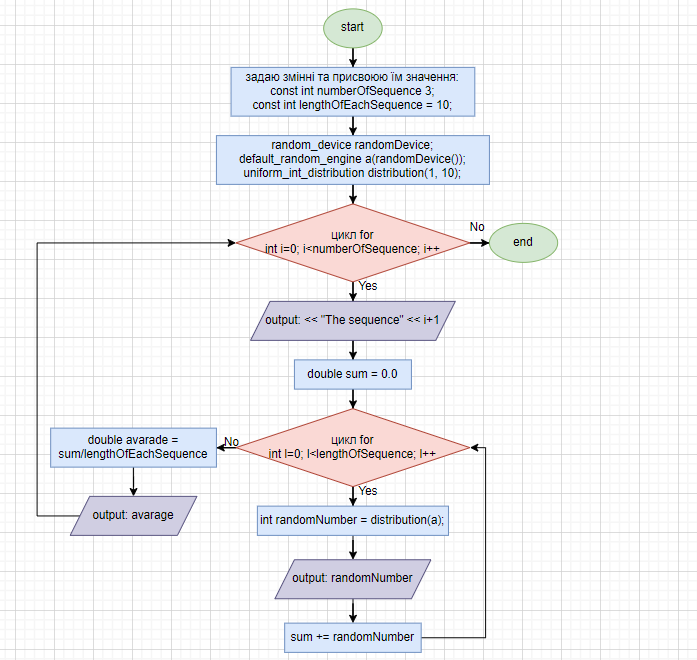 start
задаю змінні та присвоюю їм значення:
const int numberOfSequence 3;
const int lengthOfEachSequence = 10;
random_device randomDevice;
default_random_engine a(randomDevice());
uniform_int_distribution distribution(1, 10);
цикл for
int i=0; i<numberOfSequence; i++
No
end
Yes
output: << "The sequence" << i+1
double sum = 0.0
цикл for
int l=0; l<lengthOfSequence; l++
No
double avarade =
sum/lengthOfEachSequence
output: avarage
Yes
int randomNumber = distribution(a);
output: randomNumber
sum += randomNumber